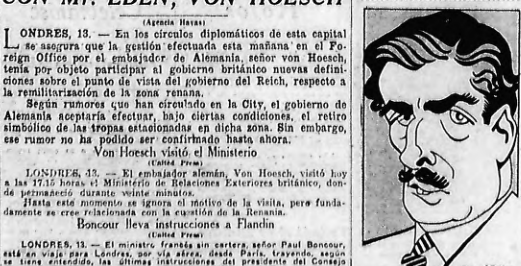 CON MR. EDEN, VON HOESCH
(Agencia Havas)
LONDRES, 13. — En los círculos diplomáticos de esta capital
se asegura que la gestión efectuada esta mañana en el Fo-
reign Office por el embajador de Alemania, señor von Hoesch,
tenía por objeto participar al gobierno británico nuevas defini-
ciones sobre el punto de vista del gobierno del Reich, respecto a
la remilitarización de la zona renana.
Según rumores que han circulado en la City, el gobierno de
Alemania aceptaría efectuar, bajo ciertas condiciones, el retiro
simbólico de las tropas estacionadas en dicha zona. Sin embargo,
ese rumor no ha podido ser confirmado hasta ahora.
Von Hoesch visitó el Ministerio
(United Press)
LONDRES, 13. — El embajador alemán, Von Hoesch, visitó hoy
a las 17.15 horas el Ministerio de Relaciones Exteriores británico, don-
de permaneció durante veinte minutos.
Hasta este momento se ignora el motivo de la visita, pero funda-
damente se cree relacionada con la cuestión de la Renania.
Boncour lleva instrucciones a Flandin
(United Press)
LONDRES, 13. — El ministro francés sin cartera, señor Paul Boncour,
está en viaje para Londres, por vía aérea, desde París, trayendo, según
se tiene entendido, las últimas instrucciones del presidente del Consejo